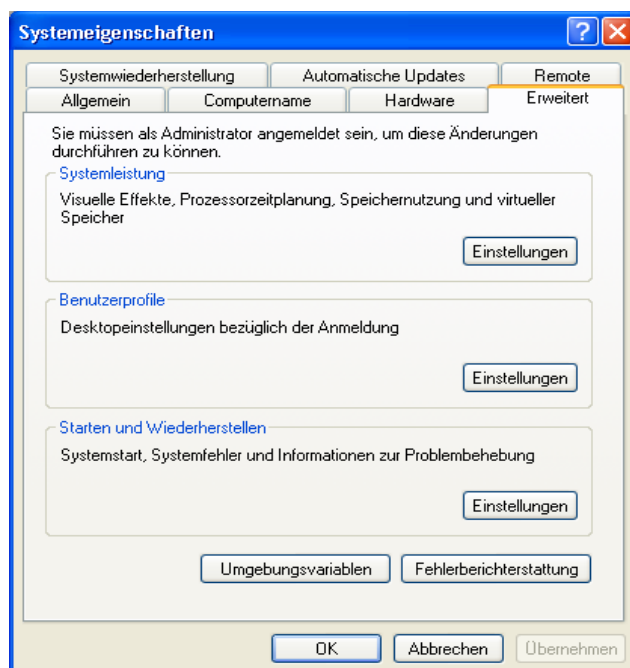 Systemeigenschaften
Systemwiederherstellung Automatische Updates Remote
Allgemein Computername Hardware Erweitert
Sie müssen als Administrator angemeldet sein, um diese Änderungen
durchführen zu können.
Systemleistung
Visuelle Effekte, Prozessorzeitplanung, Speichernutzung und virtueller
Speicher
Einstellungen
Benutzerprofile
Desktopeinstellungen bezüglich der Anmeldung
Einstellungen
Starten und Wiederherstellen
Systemstart, Systemfehler und Informationen zur Problembehebung
Einstellungen
Umgebungsvariablen Fehlerberichterstattung
OK Abbrechen Übernehmen